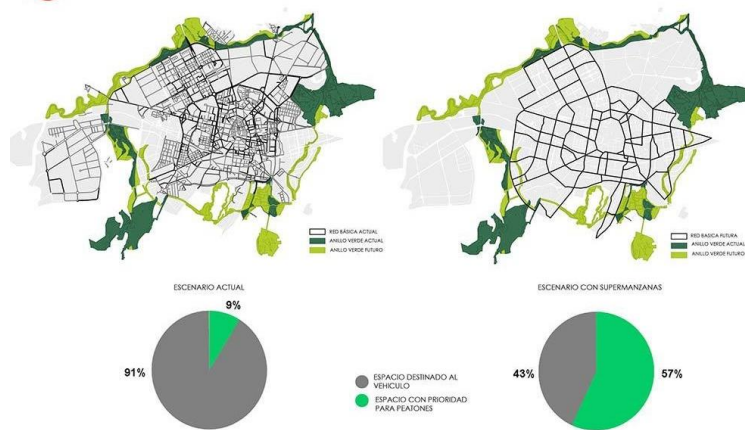 RED BÁSICA ACTUAL
ANILLO VERDE ACTUAL
ANILLO VERDE FUTURO
RED BÁSICA FUTURA
ANILLO VERDE ACTUAL
ANILLO VERDE FUTURO
ESCENARIO ACTUAL
9%
91%
ESPACIO DESTINADO AL
VEHICULO
ESPACIO CON PRIORIDAD
PARA PEATONES
ESCENARIO CON SUPERMANZANAS
43%
57%